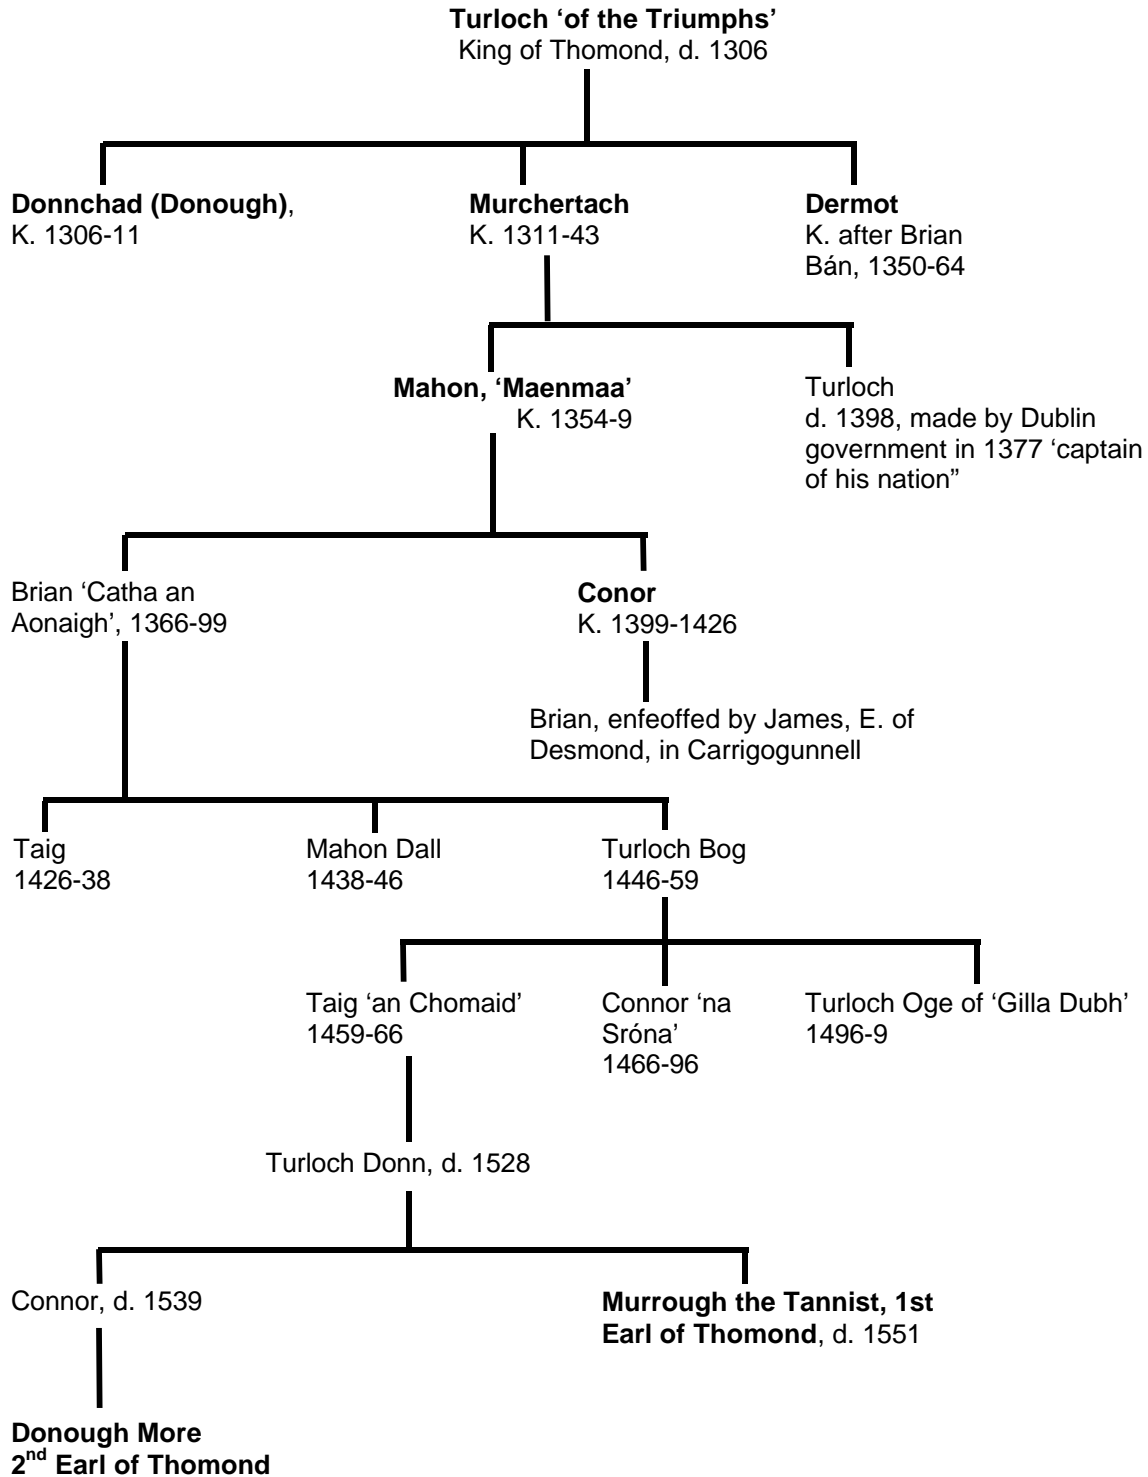 Turloch ‘of the Triumphs’
King of Thomond, d. 1306
Donnchad (Donough),
K. 1306-11
Murchertach
K. 1311-43
Dermot
K. after Brian
Bán, 1350-64
Mahon, ‘Maenmaa’
K. 1354-9
Turloch
d. 1398, made by Dublin
government in 1377 ‘captain
of his nation”
Brian ‘Catha an
Aonaigh’, 1366-99
Conor
K. 1399-1426
Brian, enfeoffed by James, E. of
Desmond, in Carrigogunnell
Taig
1426-38
Mahon Dall
1438-46
Turloch Bog
1446-59
Taig ‘an Chomaid’
1459-66
Connor ‘na
Sróna’
1466-96
Turloch Oge of ‘Gilla Dubh’
1496-9
Turloch Donn, d. 1528
Connor, d. 1539
Murrough the Tannist, 1st
Earl of Thomond, d. 1551
Donough More
2nd Earl of Thomond